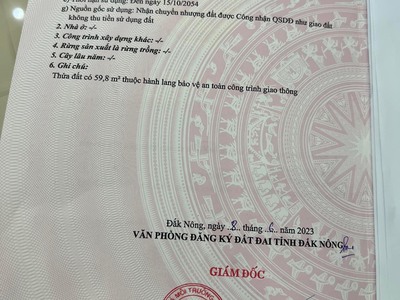 e) Thời hạn sử dụng: Đến ngày 15/10/2054
g) Nguồn gốc sử dụng: Nhận chuyển nhượng đất được Công nhận QSDĐ như giao đất
không thu tiền sử dụng đất
2. Nhà ở: -/-
3. Công trình xây dựng khác: -/-
4. Rừng sản xuất là rừng trồng: -/-
5. Cây lâu năm: -/-
6. Ghi chú:
Thửa đất có 59,8 m² thuộc hành lang bảo vệ an toàn công trình giao thông
Đắk Nông, ngày 8 tháng 6 năm 2023
VĂN PHÒNG ĐĂNG KÝ ĐẤT ĐAI TỈNH ĐẮK NÔNG
GIÁM ĐỐC
MÔI TRƯỜNG